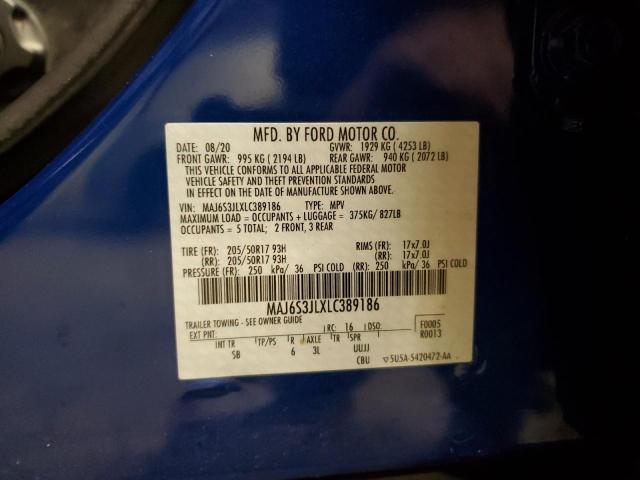 MFD. BY FORD MOTOR CO.
DATE: 08/20 GVWR: 1929 KG ( 4253 LB)
FRONT GAWR: 995 KG ( 2194 LB) REAR GAWR: 940 KG ( 2072 LB)
THIS VEHICLE CONFORMS TO ALL APPLICABLE FEDERAL MOTOR
VEHICLE SAFETY AND THEFT PREVENTION STANDARDS
IN EFFECT ON THE DATE OF MANUFACTURE SHOWN ABOVE.
VIN: MAJ6S3JLXLC389186 TYPE: MPV
MAXIMUM LOAD = OCCUPANTS + LUGGAGE = 375KG/ 827LB
OCCUPANTS = 5 TOTAL; 2 FRONT, 3 REAR
TIRE (FR): 205/50R17 93H RIMS (FR): 17x7.0J
(RR): 205/50R17 93H (RR): 17x7.0J
PRESSURE (FR): 250 kPa/ 36 PSI COLD (RR): 250 kPa/ 36 PSI COLD
MAJ6S3JLXLC389186
TRAILER TOWING - SEE OWNER GUIDE
EXT PNT: RC: 16 DSO: F0005
R0013
INT TR TP/PS R AXLE TR SPR
SB 6 3L UUJJ
CBU ▽5U5A-5420472-AA